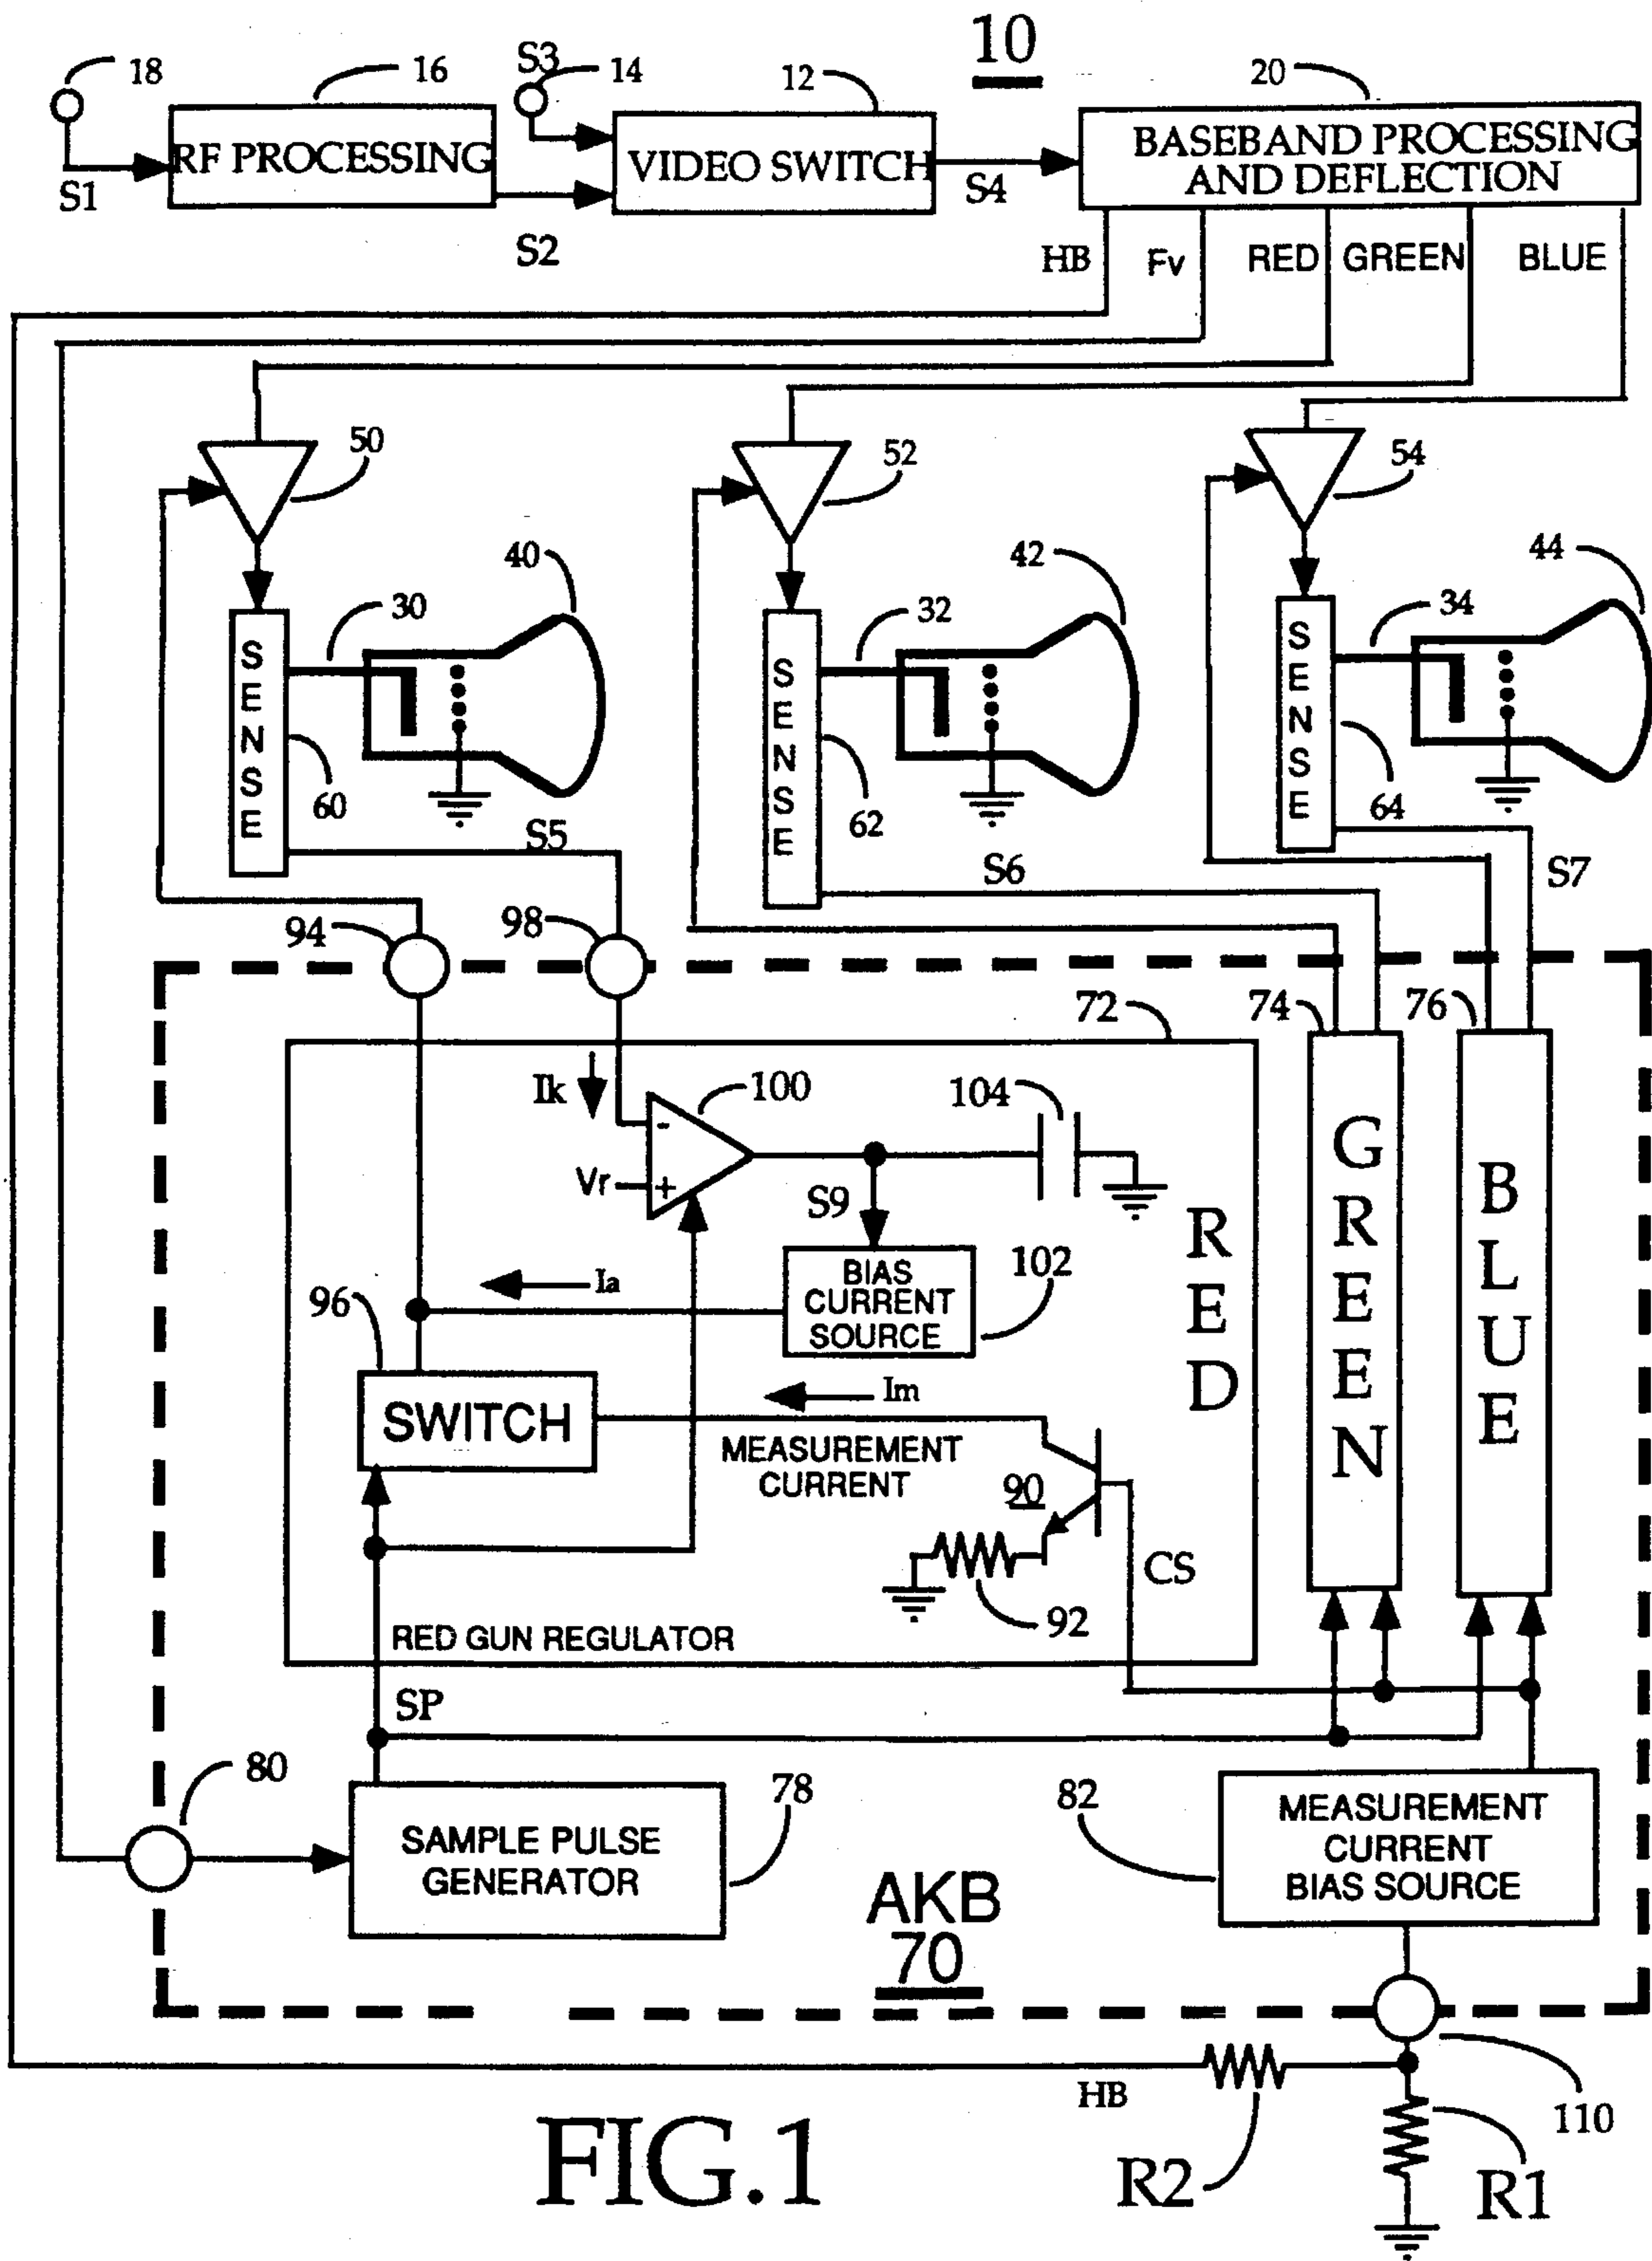 10
18
16
S3
14
12
20
RF PROCESSING
VIDEO SWITCH
BASEBAND PROCESSING
AND DEFLECTION
S1
S2
S4
HB
Fv
RED
GREEN
BLUE
50
52
54
40
42
44
30
32
34
SENSE
SENSE
SENSE
60
62
64
S5
S6
S7
94
98
72
74
76
Ik
100
104
-
Vr
+
S9
RED
GREEN
BLUE
BIAS
CURRENT
SOURCE
102
Ia
96
SWITCH
Im
MEASUREMENT
CURRENT
90
CS
92
RED GUN REGULATOR
SP
80
78
SAMPLE PULSE
GENERATOR
82
MEASUREMENT
CURRENT
BIAS SOURCE
AKB
70
HB
110
R2
R1
FIG.1